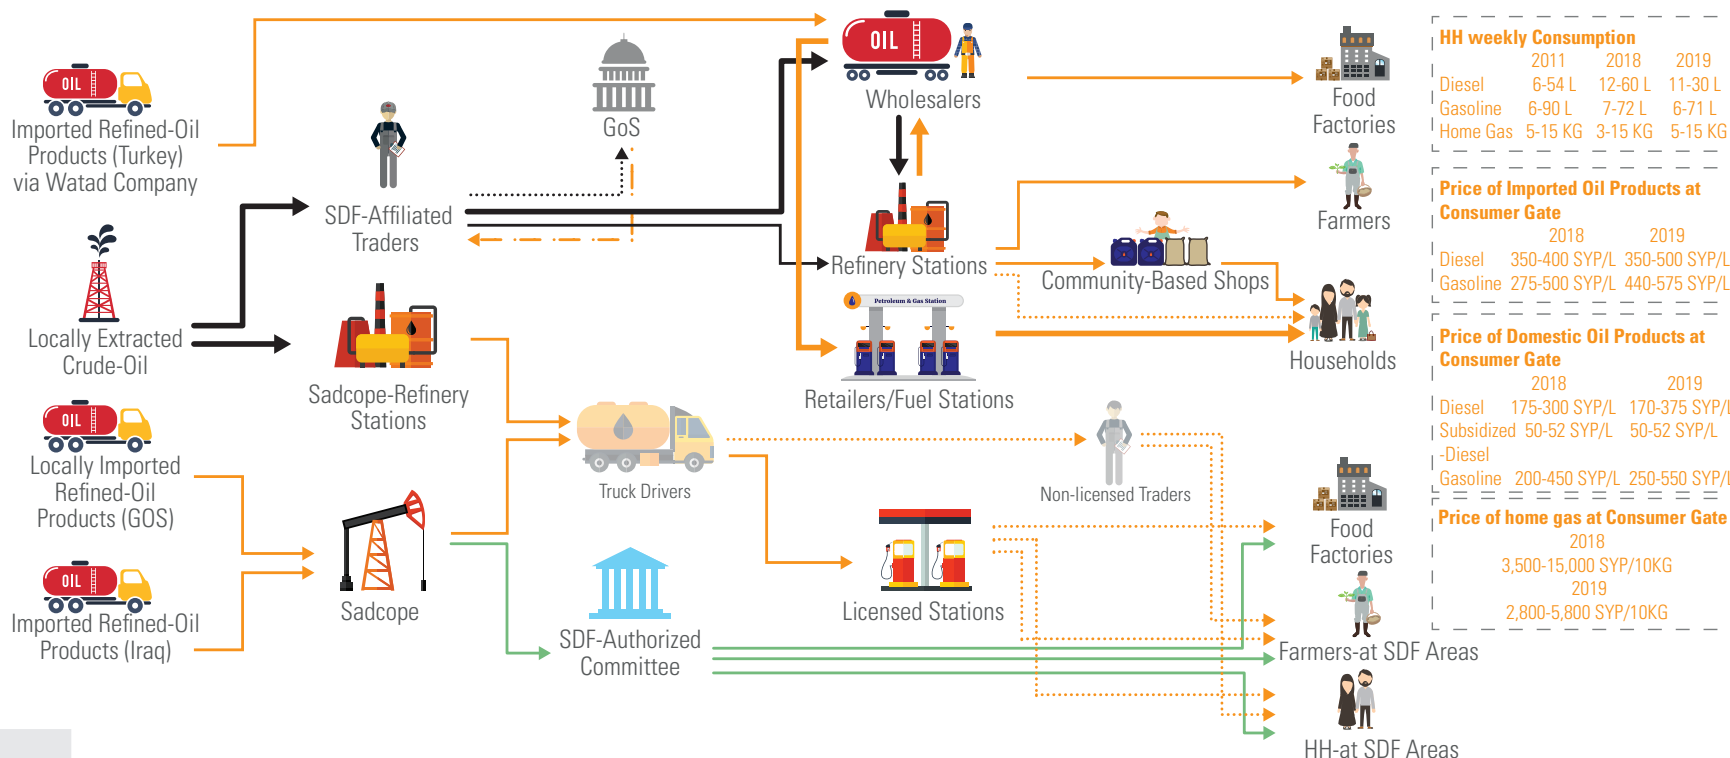 OIL
Imported Refined-Oil
Products (Turkey)
via Watad Company
Locally Extracted
Crude-Oil
OIL
Locally Imported
Refined-Oil
Products (GOS)
OIL
Imported Refined-Oil
Products (Iraq)
SDF-Affiliated
Traders
Sadcope-Refinery
Stations
Sadcope
GoS
Truck Drivers
SDF-Authorized
Committee
OIL
Wholesalers
Refinery Stations
Petroleum & Gas Station
Retailers/Fuel Stations
Licensed Stations
Community-Based Shops
Non-licensed Traders
Food
Factories
Farmers
Households
Food
Factories
Farmers-at SDF Areas
HH-at SDF Areas
HH weekly Consumption
2011 2018 2019
Diesel 6-54 L 12-60 L 11-30 L
Gasoline 6-90 L 7-72 L 6-71 L
Home Gas 5-15 KG 3-15 KG 5-15 KG
Price of Imported Oil Products at
Consumer Gate
2018 2019
Diesel 350-400 SYP/L 350-500 SYP/L
Gasoline 275-500 SYP/L 440-575 SYP/L
Price of Domestic Oil Products at
Consumer Gate
2018 2019
Diesel 175-300 SYP/L 170-375 SYP/L
Subsidized 50-52 SYP/L 50-52 SYP/L
-Diesel
Gasoline 200-450 SYP/L 250-550 SYP/L
Price of home gas at Consumer Gate
2018
3,500-15,000 SYP/10KG
2019
2,800-5,800 SYP/10KG